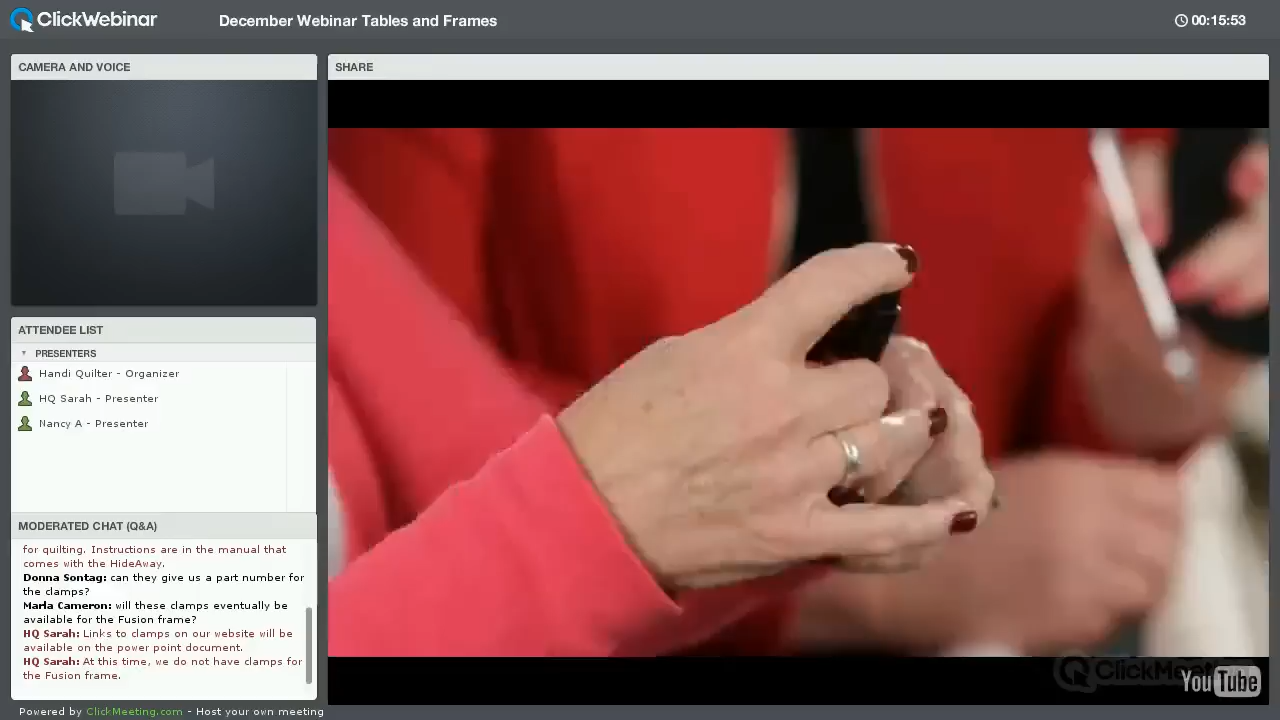 ClickWebinar
December Webinar Tables and Frames
00:15:53
CAMERA AND VOICE
SHARE
ATTENDEE LIST
PRESENTERS
Handi Quilter - Organizer
HQ Sarah - Presenter
Nancy A - Presenter
MODERATED CHAT (Q&A)
for quilting. Instructions are in the manual that
comes with the HideAway.
Donna Sontag: can they give us a part number for
the clamps?
Marla Cameron: will these clamps eventually be
available for the Fusion frame?
HQ Sarah: Links to clamps on our website will be
available on the power point document.
HQ Sarah: At this time, we do not have clamps for
the Fusion frame.
ClickMeeting
YouTube
Powered by ClickMeeting.com - Host your own meeting